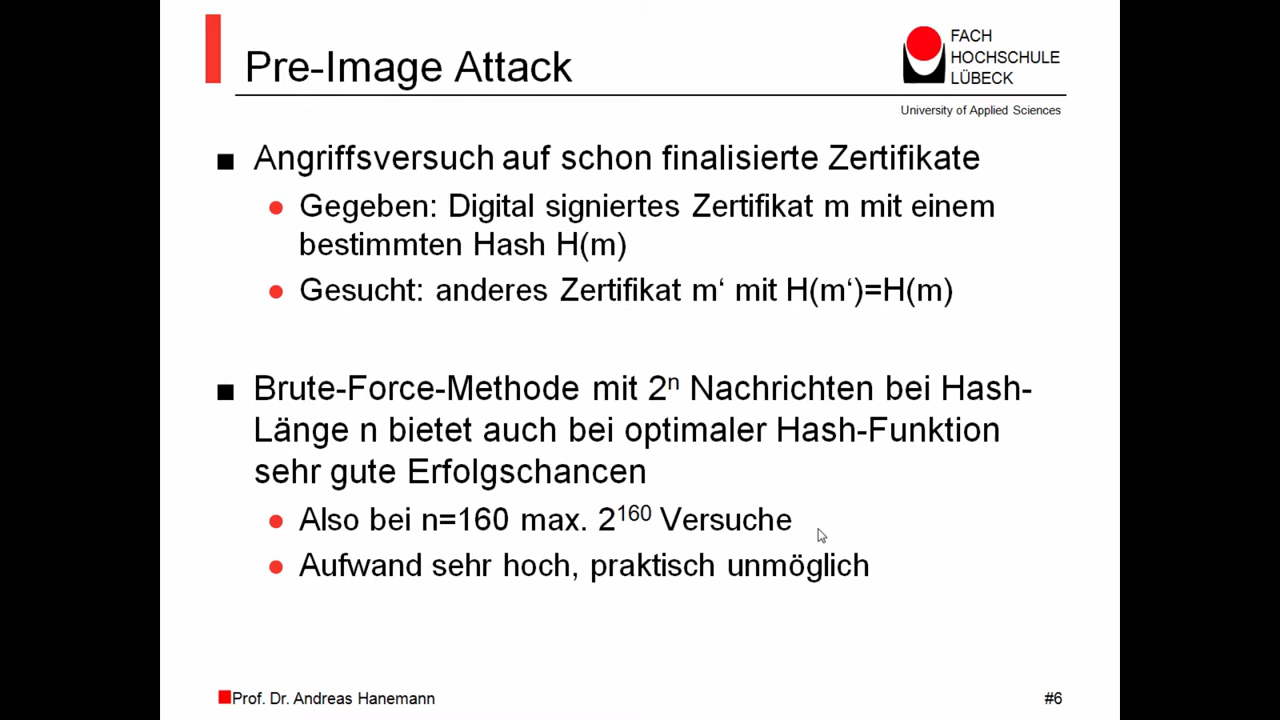 Pre-Image Attack
FACH
HOCHSCHULE
LÜBECK
University of Applied Sciences
Angriffsversuch auf schon finalisierte Zertifikate
Gegeben: Digital signiertes Zertifikat m mit einem
bestimmten Hash H(m)
Gesucht: anderes Zertifikat m‘ mit H(m‘)=H(m)
Brute-Force-Methode mit 2ⁿ Nachrichten bei Hash-
Länge n bietet auch bei optimaler Hash-Funktion
sehr gute Erfolgschancen
Also bei n=160 max. 2¹⁶⁰ Versuche
Aufwand sehr hoch, praktisch unmöglich
Prof. Dr. Andreas Hanemann
#6